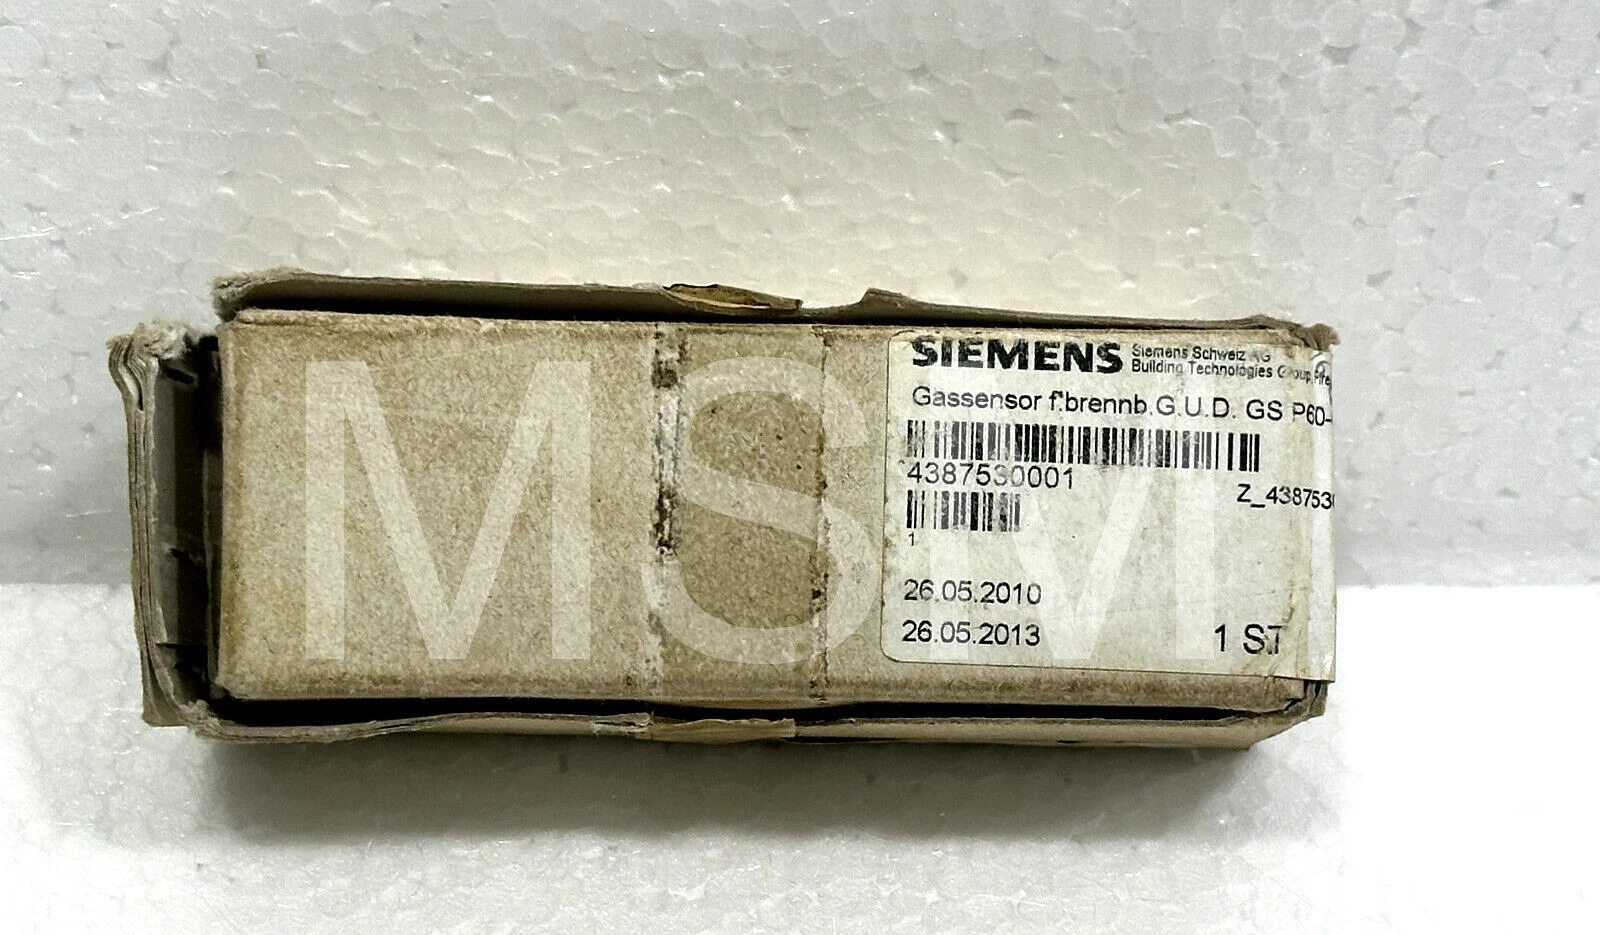 SIEMENS Siemens Schweiz AG
Building Technologies Group, Fire
Gassensor f.brennb.G.U.D. GS P60-
4387530001
Z_438753
1
26.05.2010
26.05.2013 1 ST
MSM